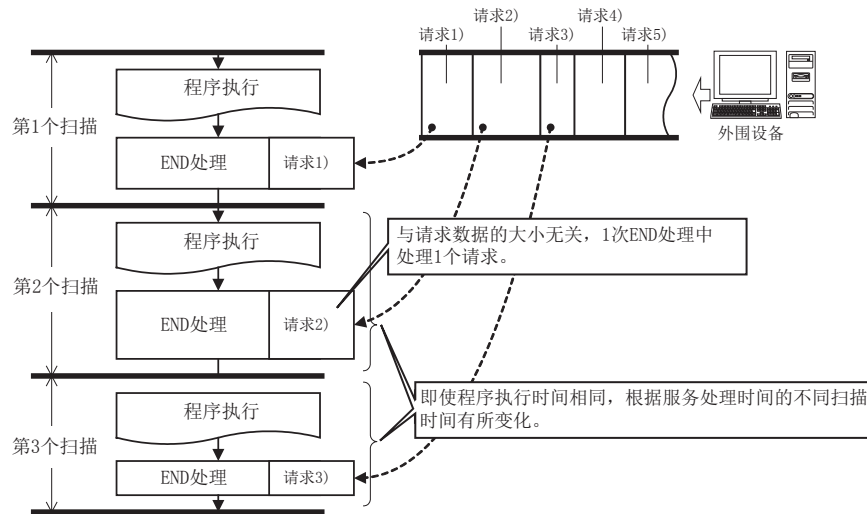 请求1)
请求2)
请求3)
请求4)
请求5)
外围设备
第1个扫描
程序执行
END处理
请求1)
第2个扫描
程序执行
END处理
请求2)
与请求数据的大小无关，1次END处理中
处理1个请求。
第3个扫描
程序执行
END处理
请求3)
即使程序执行时间相同，根据服务处理时间的不同扫描
时间有所变化。